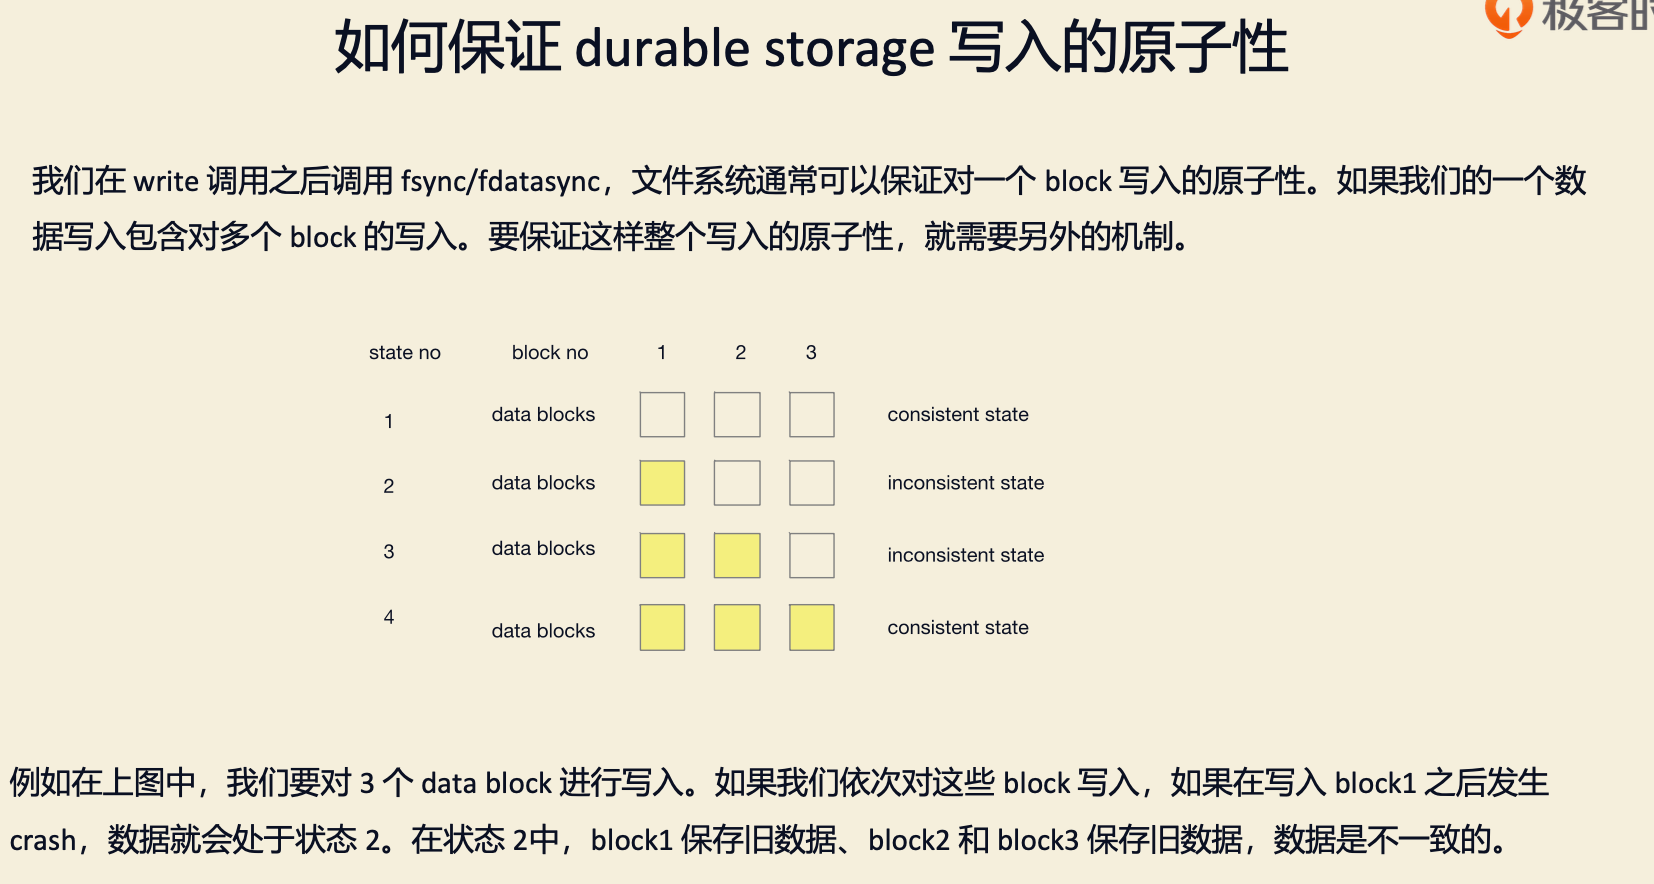 极客时
如何保证 durable storage 写入的原子性
我们在 write 调用之后调用 fsync/fdatasync，文件系统通常可以保证对一个 block 写入的原子性。如果我们的一个数
据写入包含对多个 block 的写入。要保证这样整个写入的原子性，就需要另外的机制。
state no block no 1 2 3
1 data blocks consistent state
2 data blocks inconsistent state
3 data blocks inconsistent state
4 data blocks consistent state
例如在上图中，我们要对 3 个 data block 进行写入。如果我们依次对这些 block 写入，如果在写入 block1 之后发生
crash，数据就会处于状态 2。在状态 2中，block1 保存旧数据、block2 和 block3 保存旧数据，数据是不一致的。